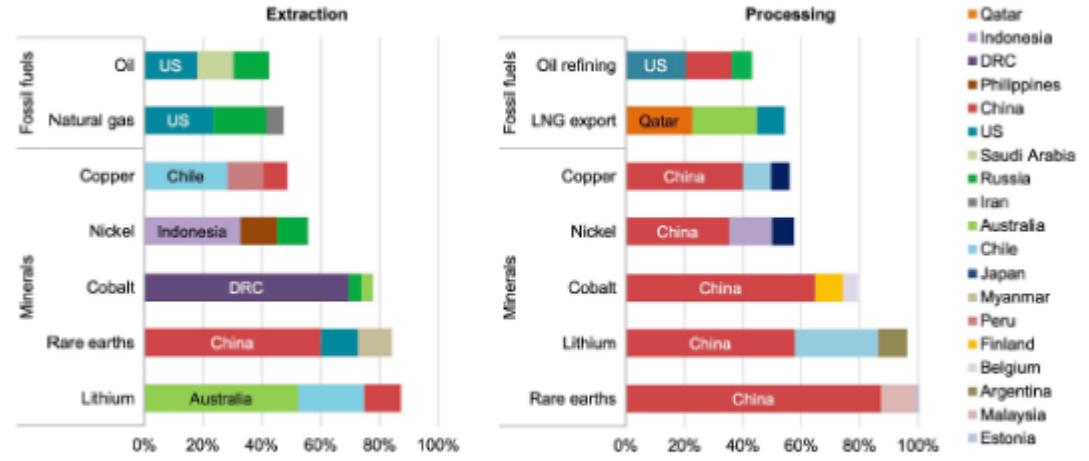 Extraction
Fossil fuels
Oil
US
Natural gas
US
Minerals
Copper
Chile
Nickel
Indonesia
Cobalt
DRC
Rare earths
China
Lithium
Australia
0% 20% 40% 60% 80% 100%
Processing
Fossil fuels
Oil refining
US
LNG export
Qatar
Minerals
Copper
China
Nickel
China
Cobalt
China
Lithium
China
Rare earths
China
0% 20% 40% 60% 80% 100%
Qatar
Indonesia
DRC
Philippines
China
US
Saudi Arabia
Russia
Iran
Australia
Chile
Japan
Myanmar
Peru
Finland
Belgium
Argentina
Malaysia
Estonia